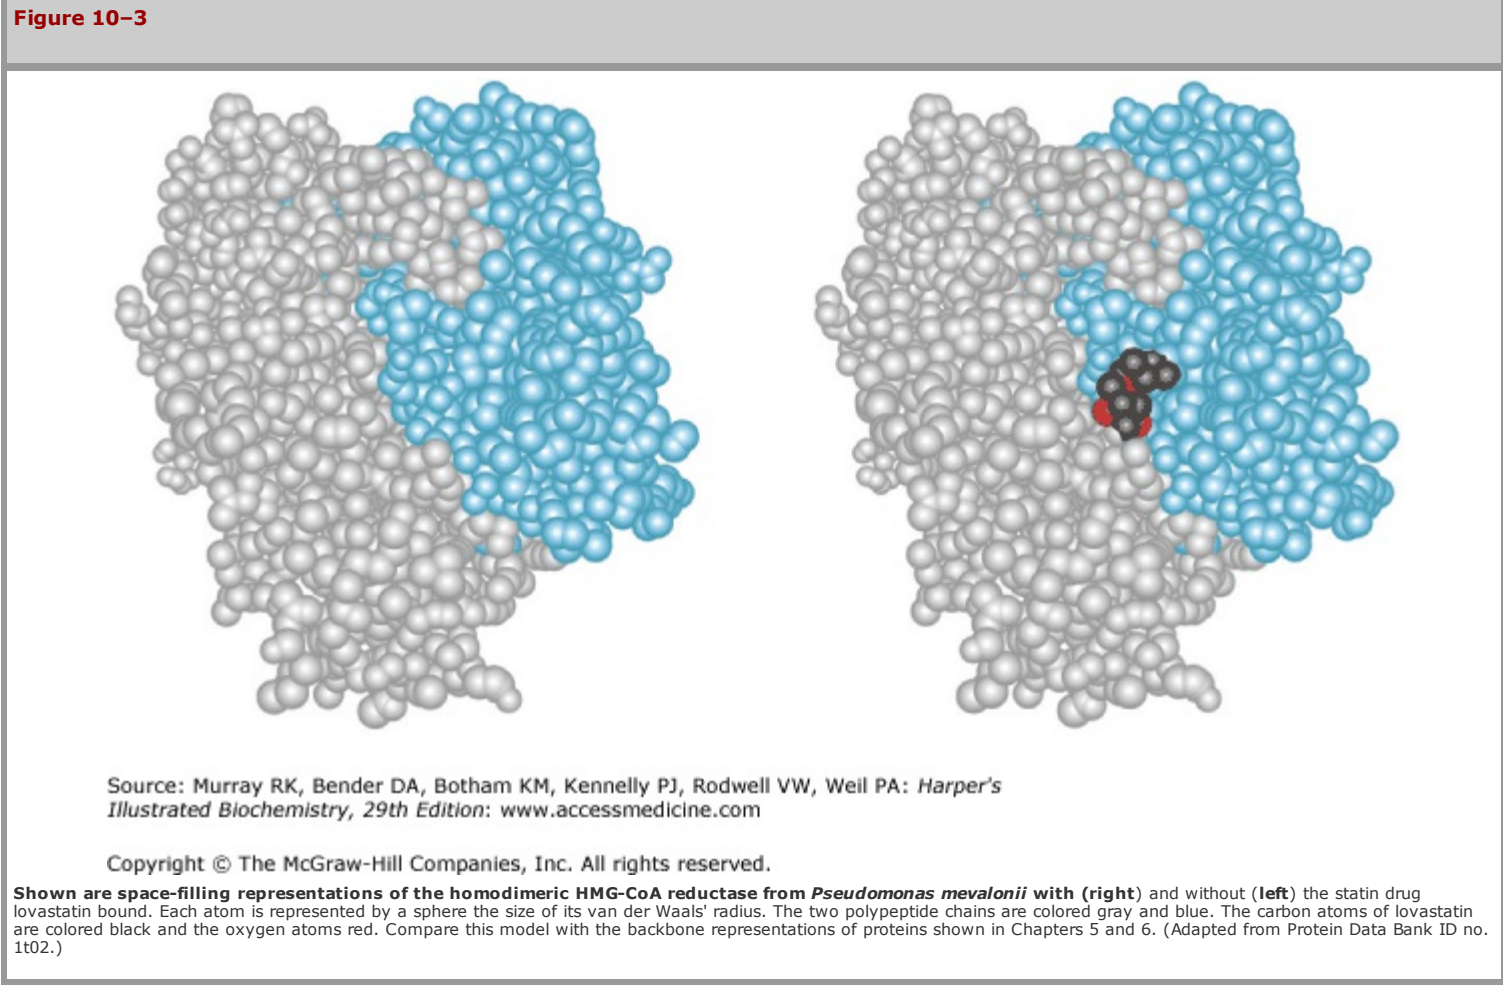 Figure 10–3
Source: Murray RK, Bender DA, Botham KM, Kennelly PJ, Rodwell VW, Weil PA: Harper's
Illustrated Biochemistry, 29th Edition: www.accessmedicine.com
Copyright © The McGraw-Hill Companies, Inc. All rights reserved.
Shown are space-filling representations of the homodimeric HMG-CoA reductase from Pseudomonas mevalonii with (right) and without (left) the statin drug
lovastatin bound. Each atom is represented by a sphere the size of its van der Waals' radius. The two polypeptide chains are colored gray and blue. The carbon atoms of lovastatin
are colored black and the oxygen atoms red. Compare this model with the backbone representations of proteins shown in Chapters 5 and 6. (Adapted from Protein Data Bank ID no.
1t02.)